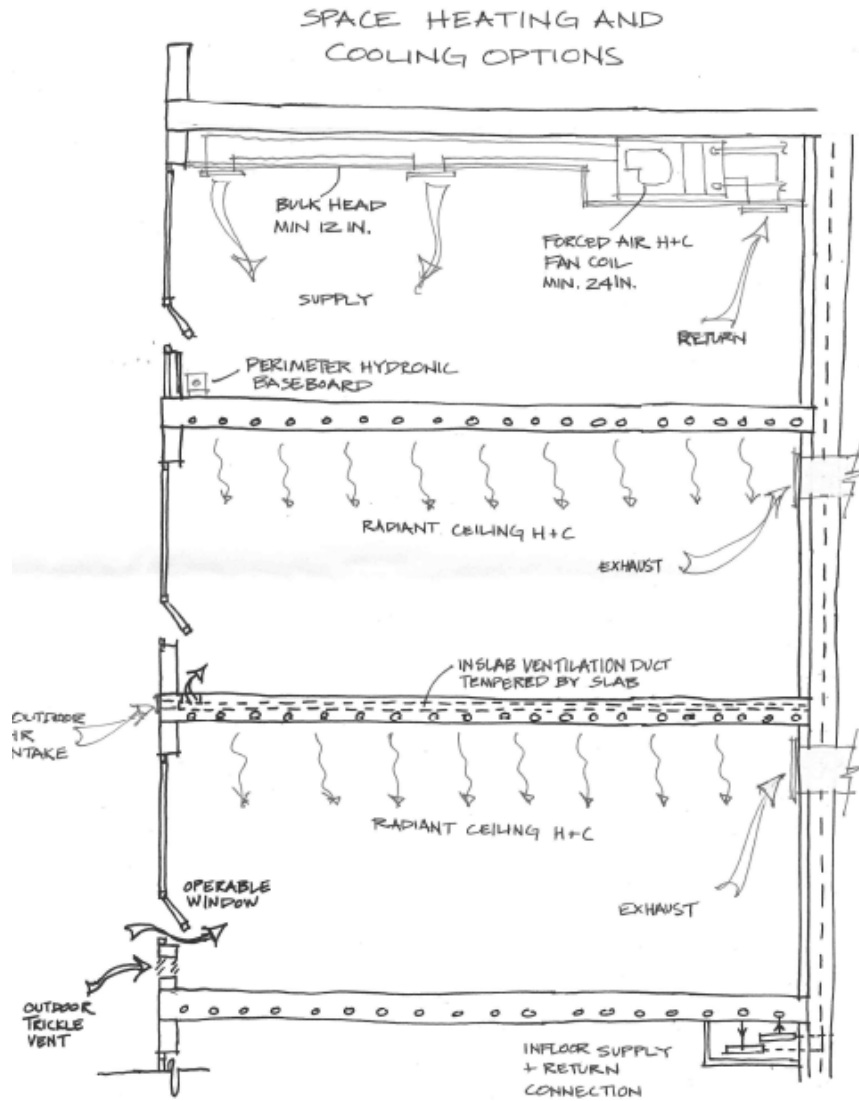 SPACE HEATING AND
COOLING OPTIONS
BULK HEAD
MIN 12 IN.
FORCED AIR H+C
FAN COIL
MIN. 24IN.
SUPPLY
RETURN
PERIMETER HYDRONIC
BASEBOARD
RADIANT CEILING H+C
EXHAUST
INSLAB VENTILATION DUCT
TEMPERED BY SLAB
OUTDOOR
IR
NTAKE
RADIANT CEILING H+C
OPERABLE
WINDOW
EXHAUST
OUTDOOR
TRICKLE
VENT
INFLOOR SUPPLY
+ RETURN
CONNECTION